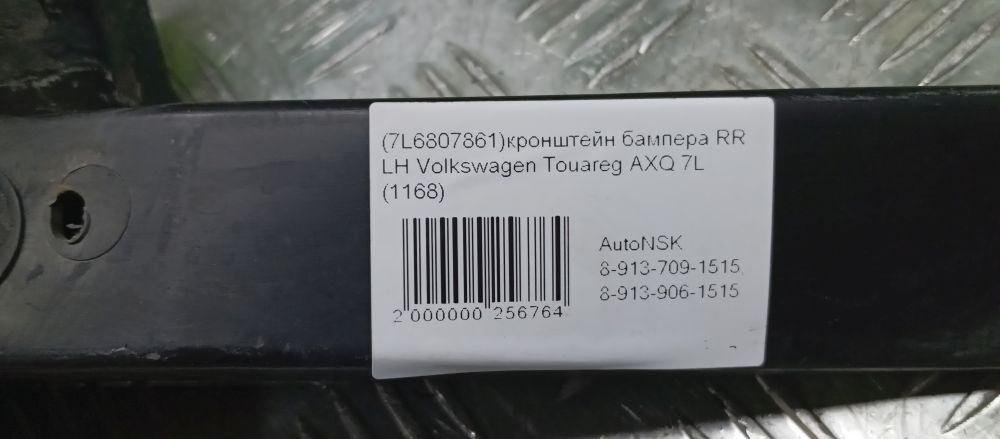 (7L6807861)кронштейн бампера RR
LH Volkswagen Touareg AXQ 7L
(1168)
AutoNSK
8-913-709-1515,
8-913-906-1515
2 000000 256764